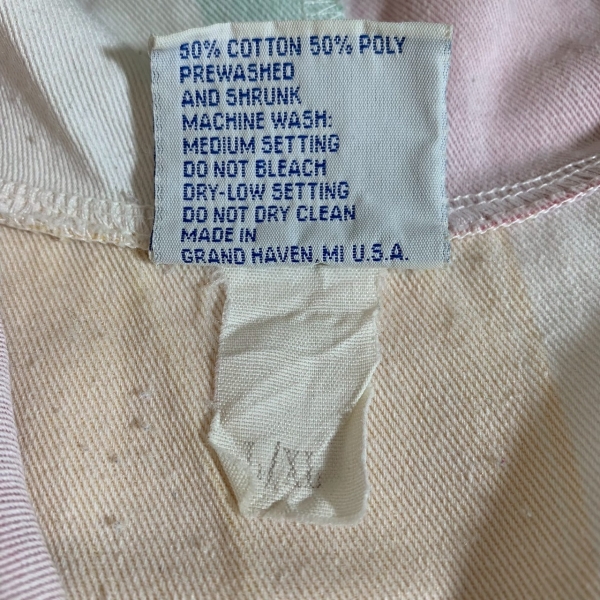 50% COTTON 50% POLY
PREWASHED
AND SHRUNK
MACHINE WASH:
MEDIUM SETTING
DO NOT BLEACH
DRY-LOW SETTING
DO NOT DRY CLEAN
MADE IN
GRAND HAVEN, MI U.S.A.
L/XL